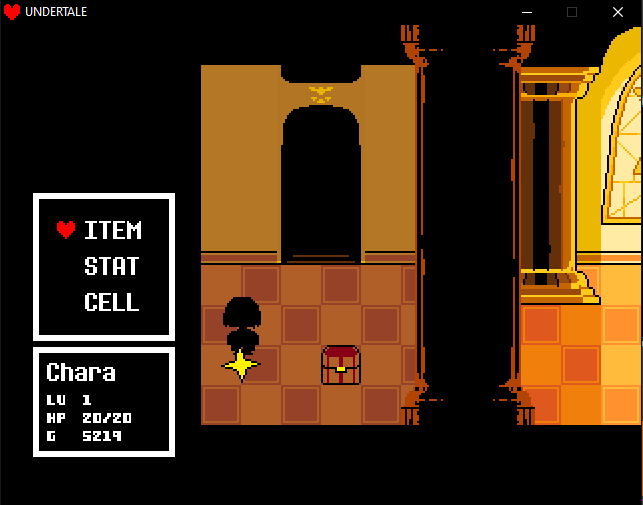 UNDERTALE
ITEM
STAT
CELL
Chara
LV 1
HP 20/20
G 5219